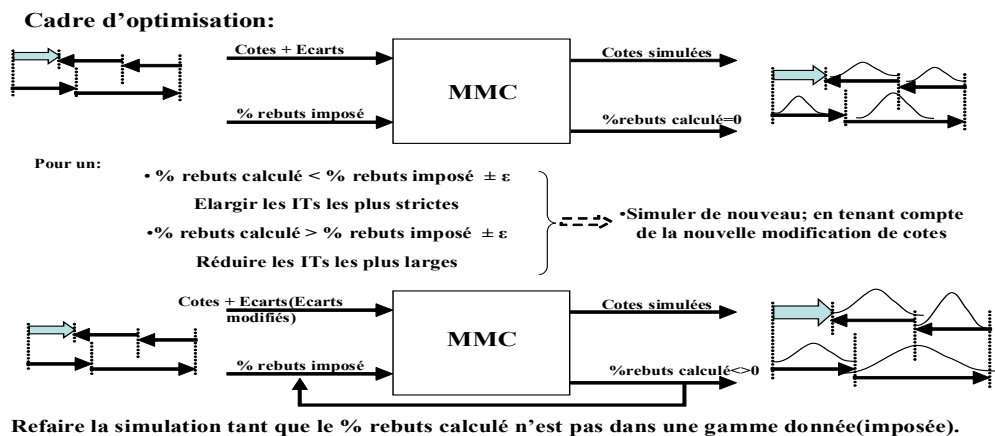 Cadre d'optimisation:
Cotes + Ecarts
Cotes simulées
MMC
% rebuts imposé
%rebuts calculé=0
Pour un:
• % rebuts calculé < % rebuts imposé ± ε
Elargir les ITs les plus strictes
•% rebuts calculé > % rebuts imposé ± ε
Réduire les ITs les plus larges
•Simuler de nouveau; en tenant compte
de la nouvelle modification de cotes
Cotes + Ecarts(Ecarts
modifiés)
Cotes simulées
MMC
% rebuts imposé
%rebuts calculé<>0
Refaire la simulation tant que le % rebuts calculé n'est pas dans une gamme donnée(imposée).